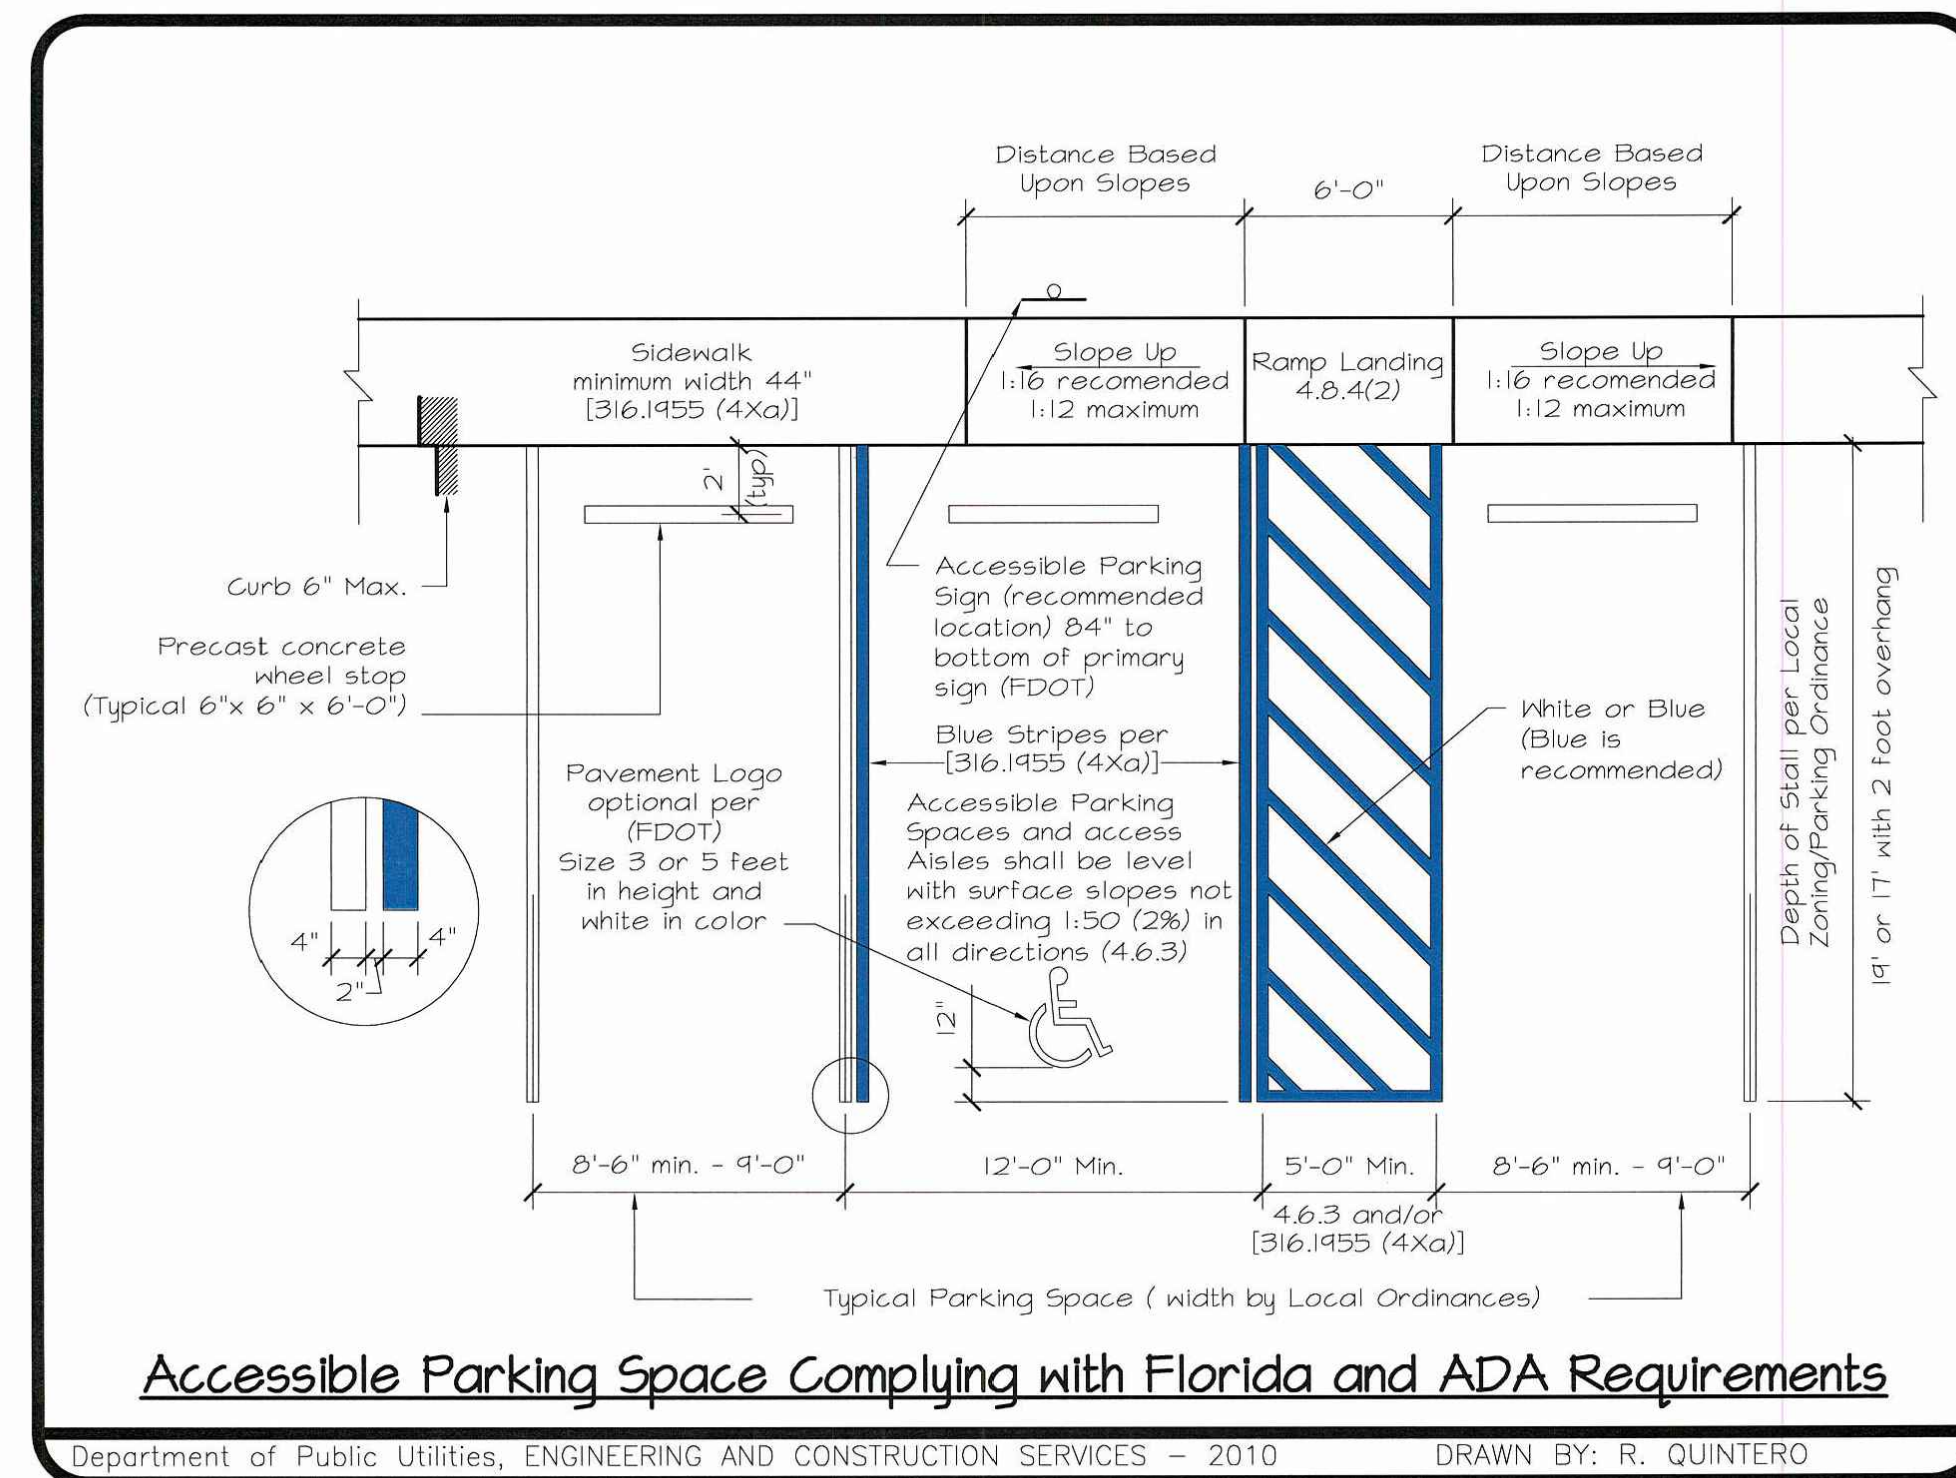 Distance Based
Upon Slopes
6'-0"
Distance Based
Upon Slopes
Sidewalk
minimum width 44"
[316.1955 (4)(a)]
Slope Up
1:16 recomended
1:12 maximum
Ramp Landing
4.8.4(2)
Slope Up
1:16 recomended
1:12 maximum
2'
(typ)
Curb 6" Max.
Precast concrete
wheel stop
(Typical 6"x 6" x 6'-0")
Accessible Parking
Sign (recommended
location) 84" to
bottom of primary
sign (FDOT)
Blue Stripes per
[316.1955 (4)(a)]
White or Blue
(Blue is
recommended)
Depth of Stall per Local
Zoning/Parking Ordinance
19' or 17' with 2 foot overhang
Pavement Logo
optional per
(FDOT)
Size 3 or 5 feet
in height and
white in color
Accessible Parking
Spaces and access
Aisles shall be level
with surface slopes not
exceeding 1:50 (2%) in
all directions (4.6.3)
4"
4"
2"
12"
8'-6" min. - 9'-0"
12'-0" Min.
5'-0" Min.
8'-6" min. - 9'-0"
4.6.3 and/or
[316.1955 (4)(a)]
Typical Parking Space ( width by Local Ordinances)
Accessible Parking Space Complying with Florida and ADA Requirements
Department of Public Utilities, ENGINEERING AND CONSTRUCTION SERVICES – 2010
DRAWN BY: R. QUINTERO